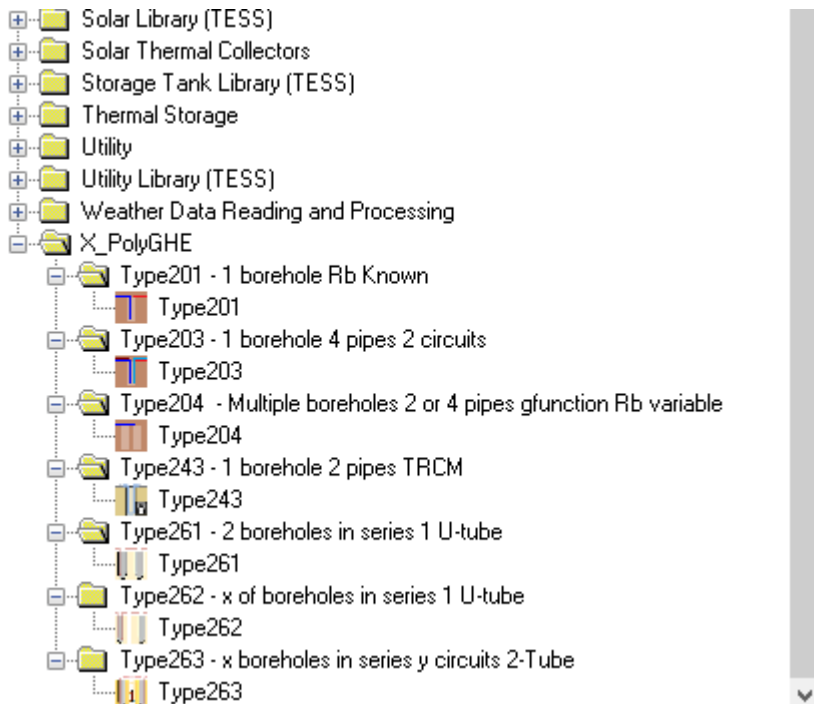 Solar Library (TESS)
Solar Thermal Collectors
Storage Tank Library (TESS)
Thermal Storage
Utility
Utility Library (TESS)
Weather Data Reading and Processing
X_PolyGHE
Type201 - 1 borehole Rb Known
Type201
Type203 - 1 borehole 4 pipes 2 circuits
Type203
Type204 - Multiple boreholes 2 or 4 pipes gfunction Rb variable
Type204
Type243 - 1 borehole 2 pipes TRCM
Type243
Type261 - 2 boreholes in series 1 U-tube
Type261
Type262 - x of boreholes in series 1 U-tube
Type262
Type263 - x boreholes in series y circuits 2-Tube
1 Type263